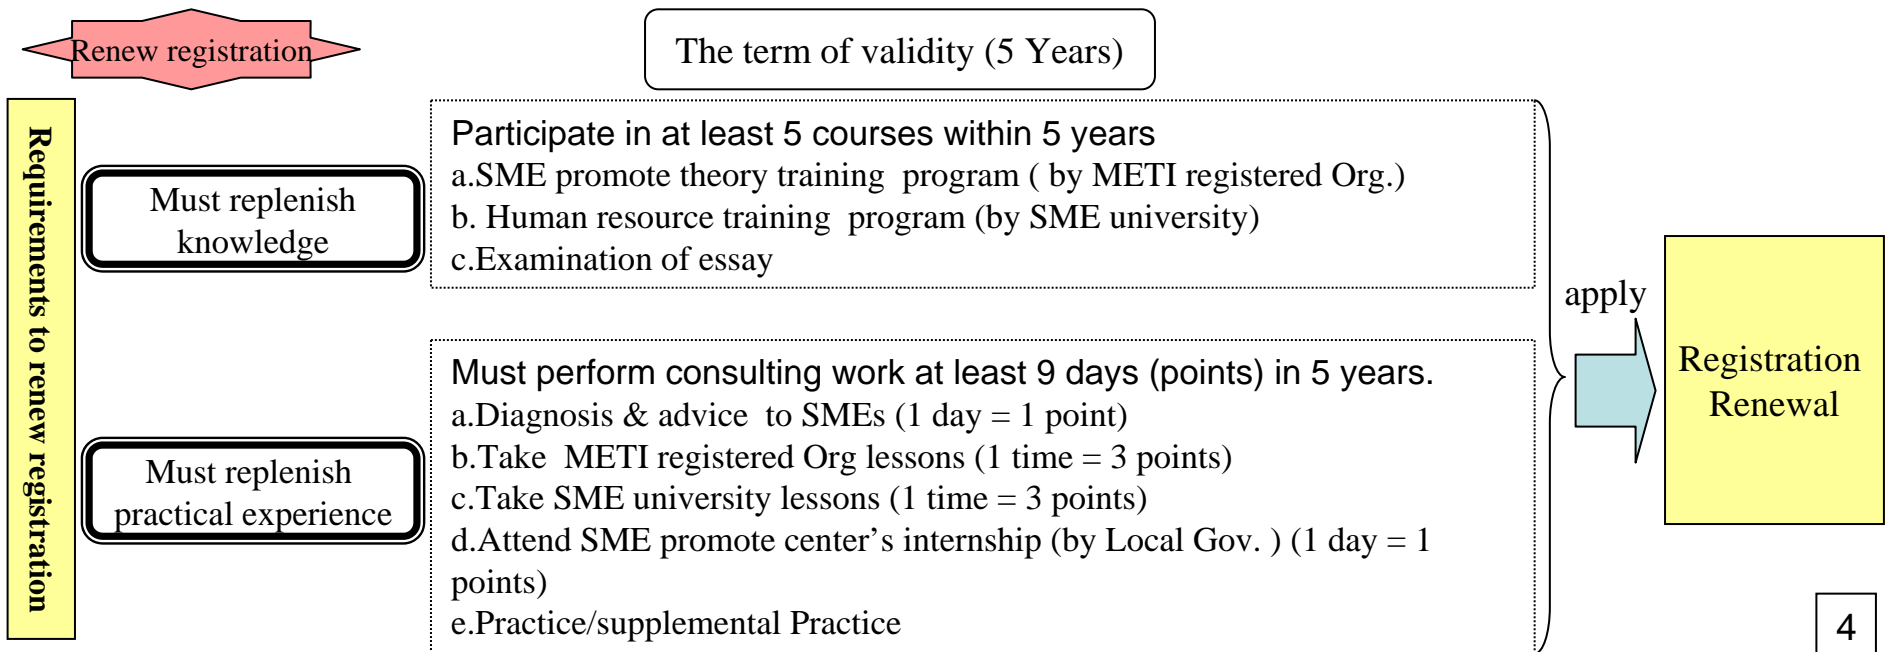 Renew registration
The term of validity (5 Years)
Requirements to renew registration
Must replenish
knowledge
Participate in at least 5 courses within 5 years
a.SME promote theory training program ( by METI registered Org.)
b. Human resource training program (by SME university)
c.Examination of essay
Must replenish
practical experience
Must perform consulting work at least 9 days (points) in 5 years.
a.Diagnosis & advice to SMEs (1 day = 1 point)
b.Take METI registered Org lessons (1 time = 3 points)
c.Take SME university lessons (1 time = 3 points)
d.Attend SME promote center’s internship (by Local Gov. ) (1 day = 1
points)
e.Practice/supplemental Practice
apply
Registration
Renewal
4